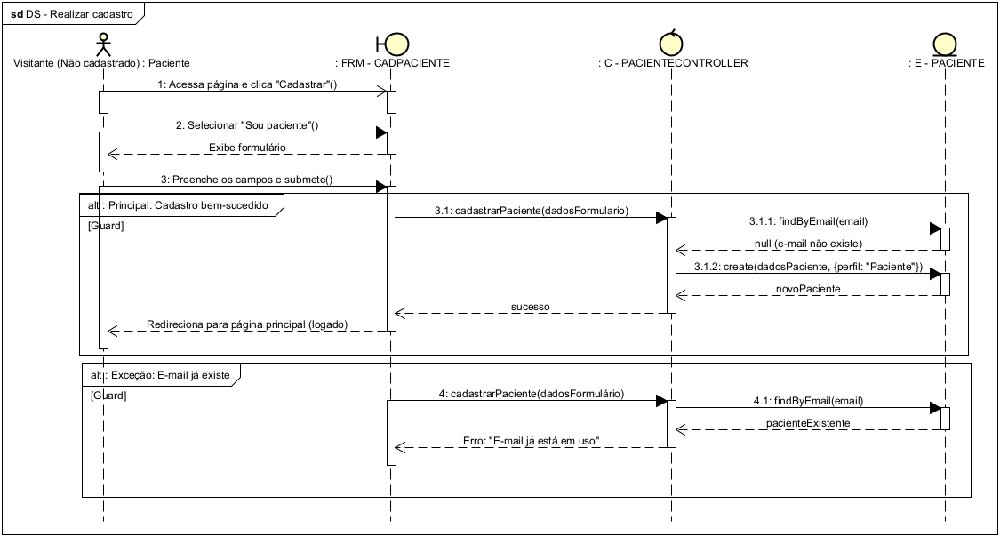 sd DS - Realizar cadastro
Visitante (Não cadastrado) : Paciente
: FRM - CADPACIENTE
: C - PACIENTECONTROLLER
: E - PACIENTE
1: Acessa página e clica "Cadastrar"()
2: Selecionar "Sou paciente"()
Exibe formulário
3: Preenche os campos e submete()
alt : Principal: Cadastro bem-sucedido
[Guard]
3.1: cadastrarPaciente(dadosFormulario)
3.1.1: findByEmail(email)
null (e-mail não existe)
3.1.2: create(dadosPaciente, {perfil: "Paciente"})
novoPaciente
sucesso
Redireciona para página principal (logado)
alt : Exceção: E-mail já existe
[Guard]
4: cadastrarPaciente(dadosFormulário)
4.1: findByEmail(email)
pacienteExistente
Erro: "E-mail já está em uso"